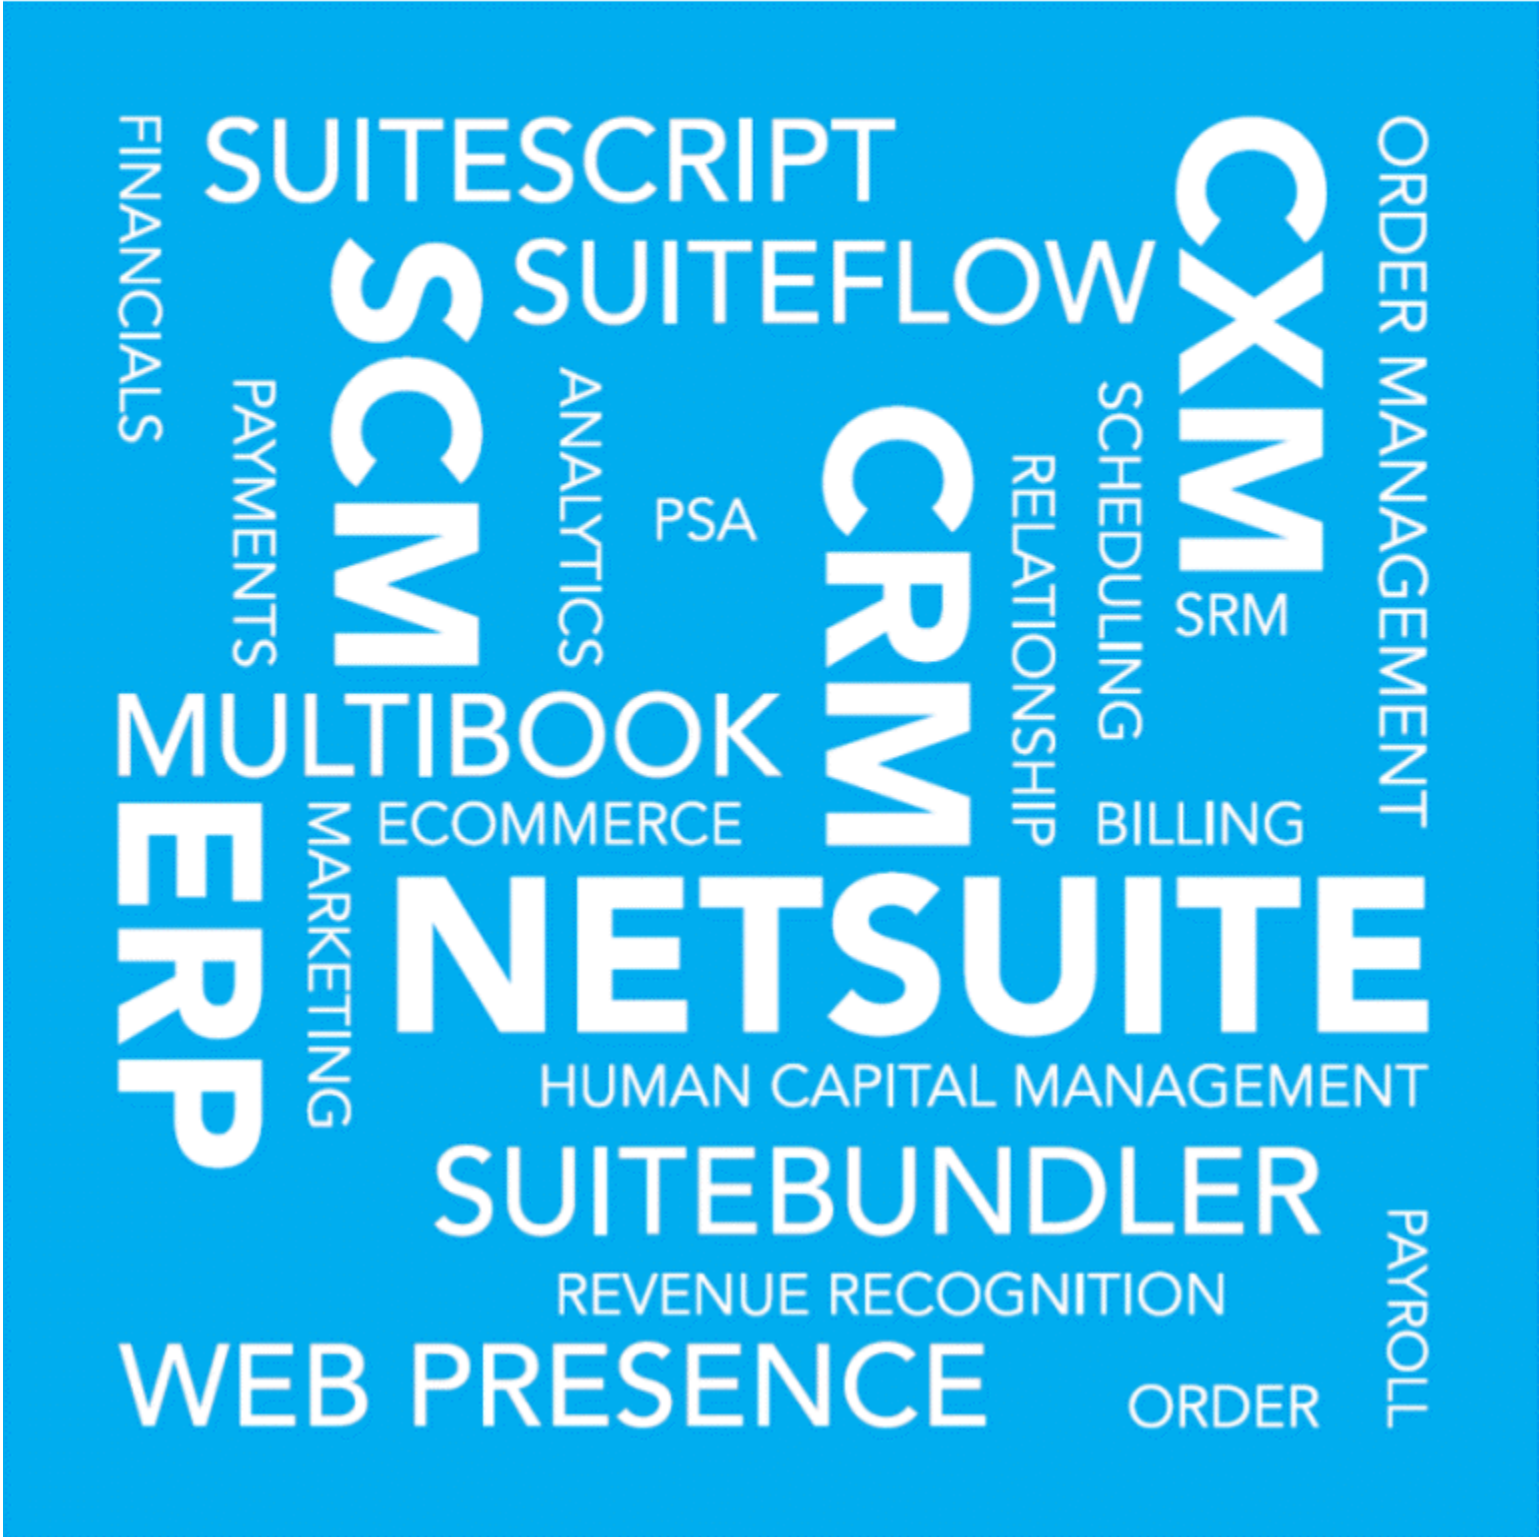 FINANCIALS
SUITESCRIPT
CXM
ORDER MANAGEMENT
SCM
SUITEFLOW
PAYMENTS
ANALYTICS
PSA
CRM
RELATIONSHIP
SCHEDULING
SRM
MULTIBOOK
ERP
MARKETING
ECOMMERCE
BILLING
NETSUITE
HUMAN CAPITAL MANAGEMENT
SUITEBUNDLER
PAYROLL
REVENUE RECOGNITION
WEB PRESENCE
ORDER